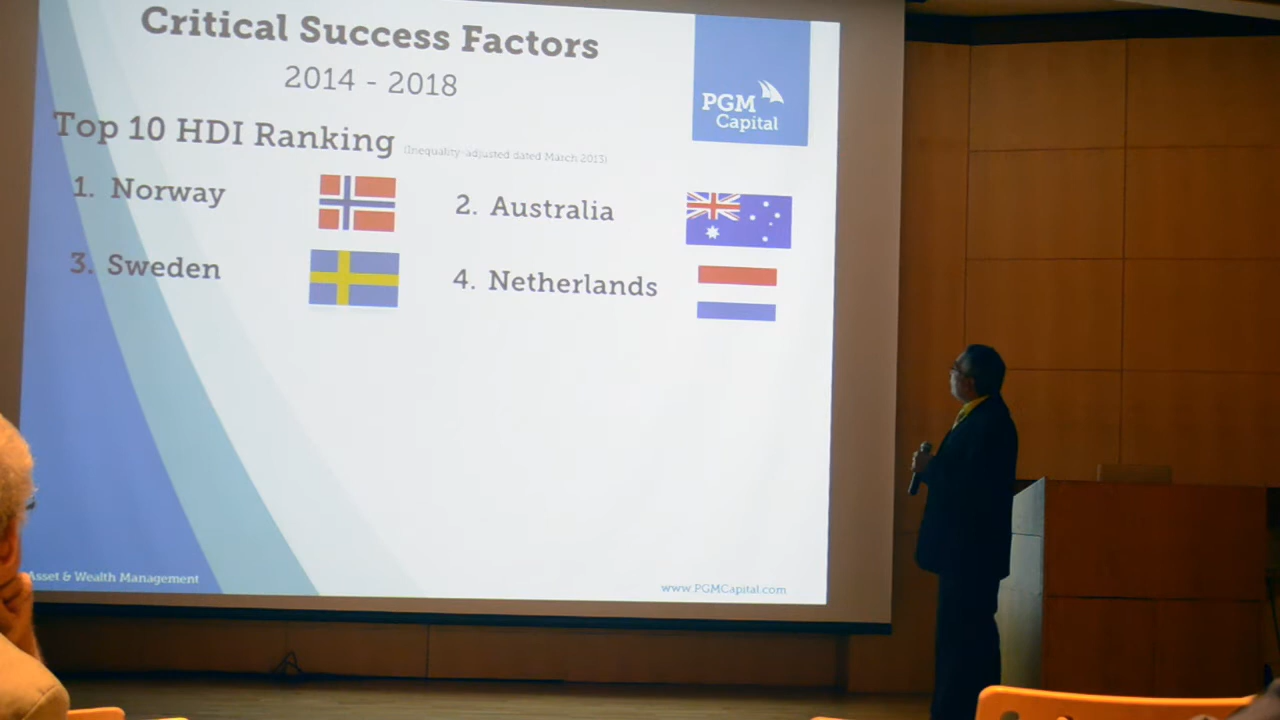 Critical Success Factors
2014 - 2018
PGM
Capital
Top 10 HDI Ranking (Inequality-adjusted dated March 2013)
1. Norway
2. Australia
3. Sweden
4. Netherlands
Asset & Wealth Management
www.PGMCapital.com